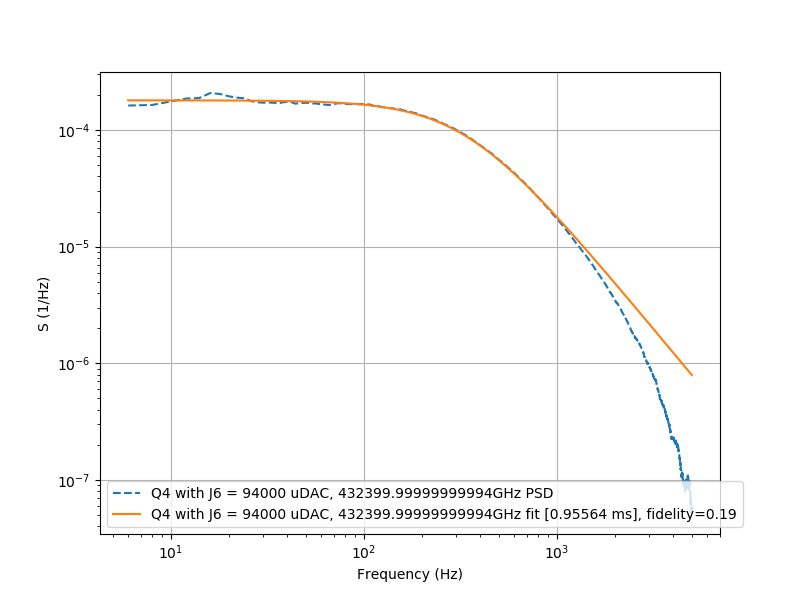 10⁻⁴
10⁻⁵
10⁻⁶
10⁻⁷
S (1/Hz)
Q4 with J6 = 94000 uDAC, 432399.99999999994GHz PSD
Q4 with J6 = 94000 uDAC, 432399.99999999994GHz fit [0.95564 ms], fidelity=0.19
10¹ 10² 10³
Frequency (Hz)